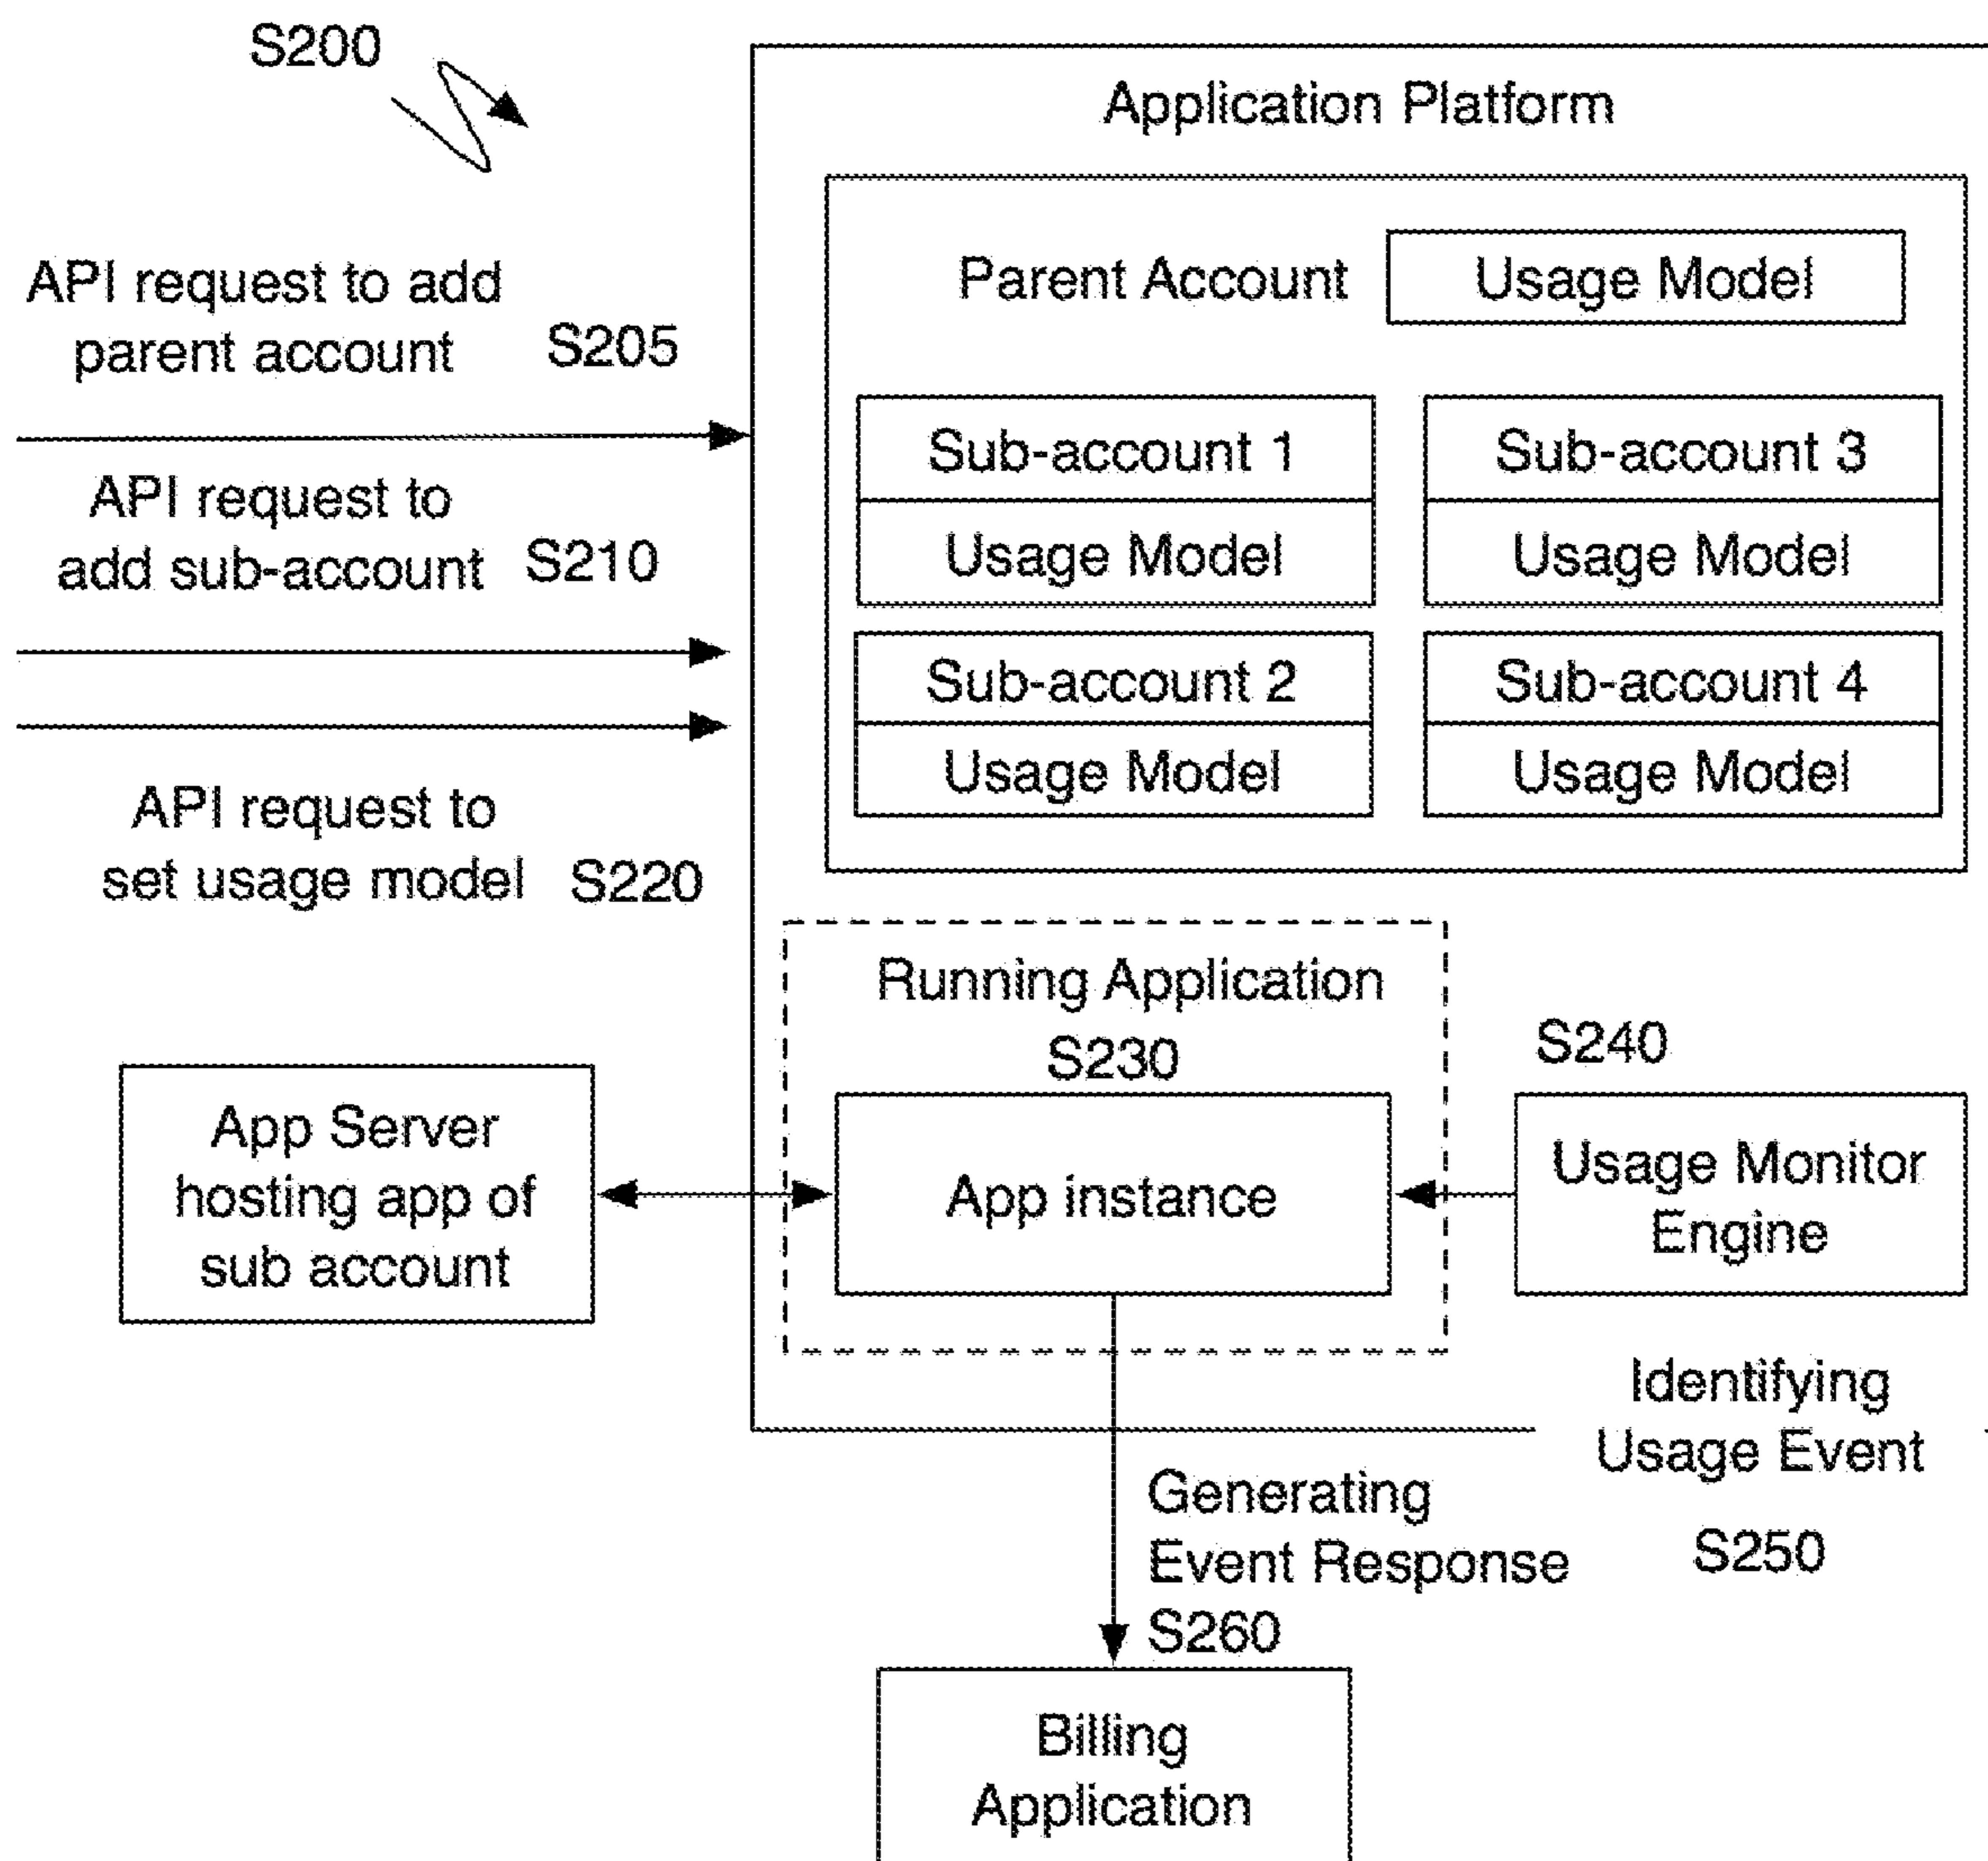 S200
Application Platform
Parent Account
Usage Model
API request to add
parent account
S205
Sub-account 1
Usage Model
Sub-account 3
Usage Model
API request to
add sub-account
S210
Sub-account 2
Usage Model
Sub-account 4
Usage Model
API request to
set usage model
S220
Running Application
S230
App Server
hosting app of
sub account
App instance
S240
Usage Monitor
Engine
Identifying
Usage Event
S250
Generating
Event Response
S260
Billing
Application